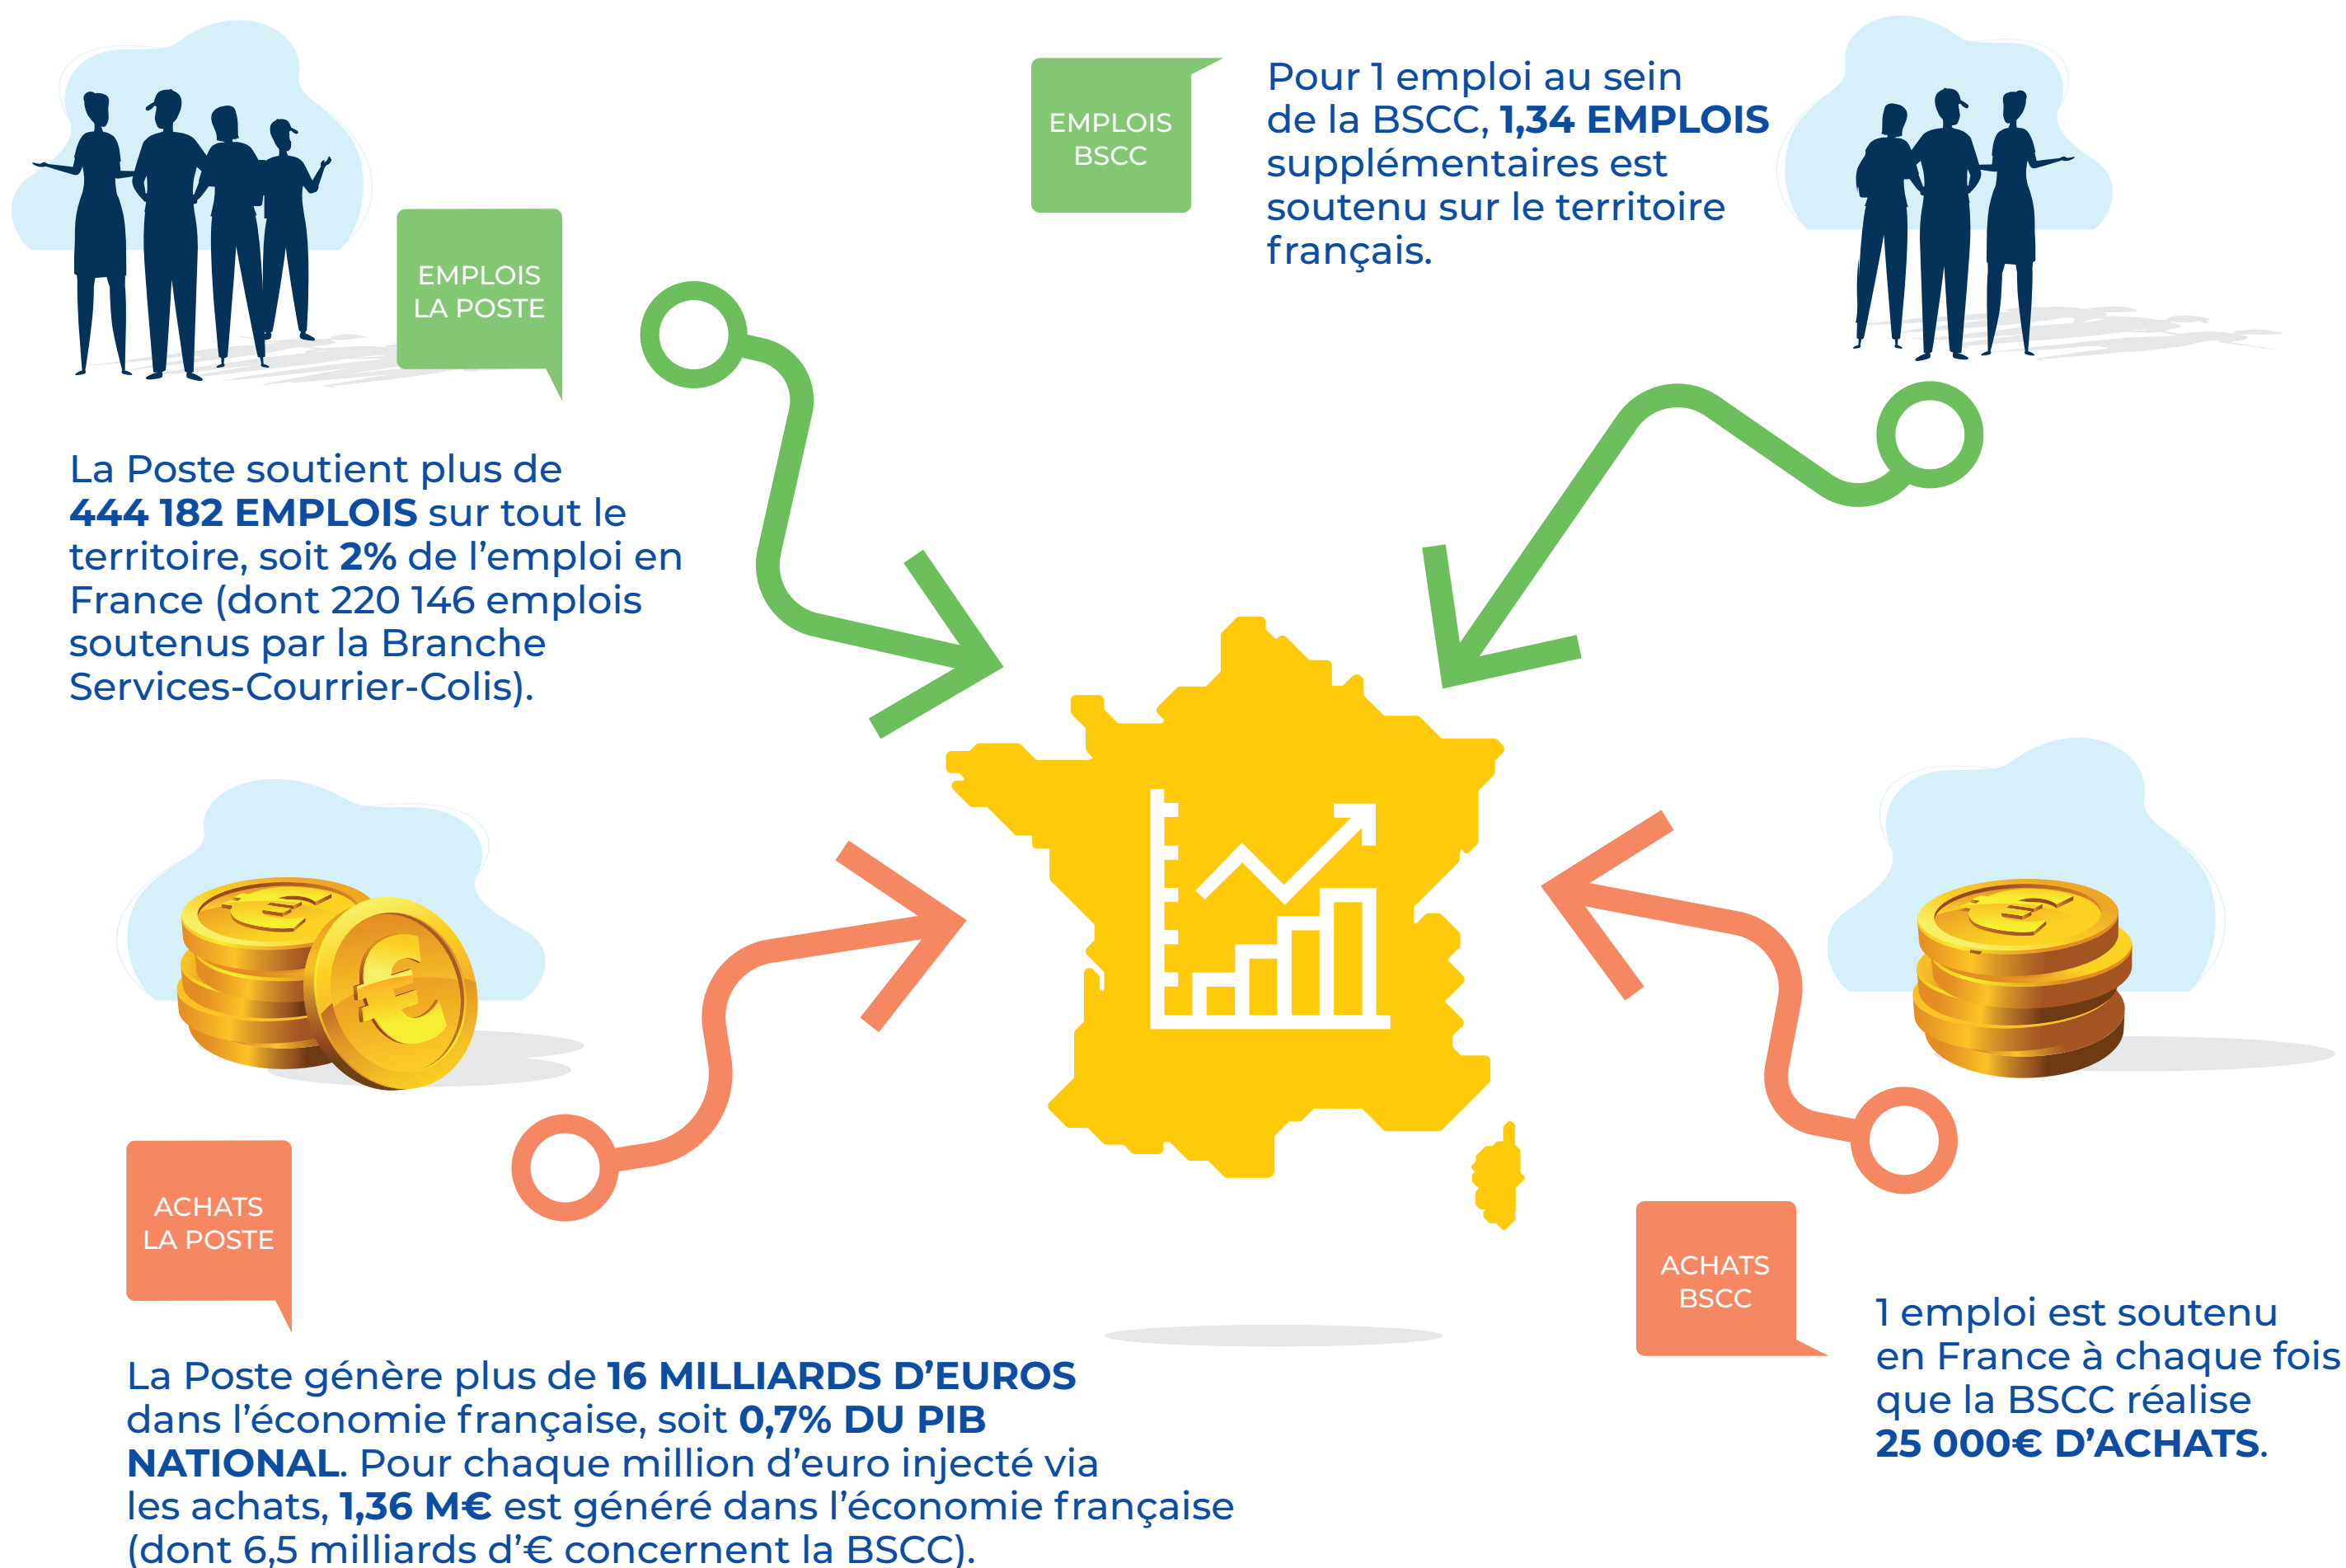 EMPLOIS
LA POSTE
La Poste soutient plus de
444 182 EMPLOIS sur tout le
territoire, soit 2% de l’emploi en
France (dont 220 146 emplois
soutenus par la Branche
Services-Courrier-Colis).
EMPLOIS
BSCC
Pour 1 emploi au sein
de la BSCC, 1,34 EMPLOIS
supplémentaires est
soutenu sur le territoire
français.
ACHATS
LA POSTE
La Poste génère plus de 16 MILLIARDS D’EUROS
dans l’économie française, soit 0,7% DU PIB
NATIONAL. Pour chaque million d’euro injecté via
les achats, 1,36 M€ est généré dans l’économie française
(dont 6,5 milliards d’€ concernent la BSCC).
ACHATS
BSCC
1 emploi est soutenu
en France à chaque fois
que la BSCC réalise
25 000€ D’ACHATS.